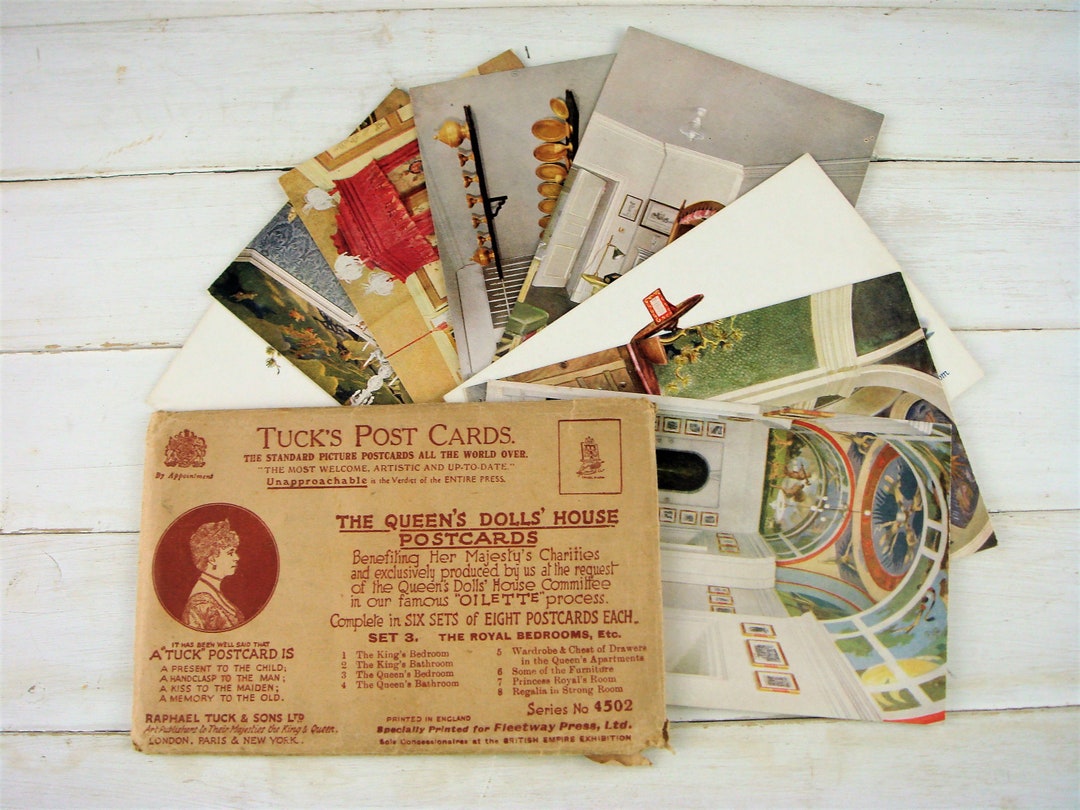 TUCK'S POST CARDS.
THE STANDARD PICTURE POSTCARDS ALL THE WORLD OVER.
"THE MOST WELCOME, ARTISTIC AND UP-TO-DATE."
Unapproachable is the Verdict of the ENTIRE PRESS.
By Appointment
THE QUEEN'S DOLLS' HOUSE
POSTCARDS
Benefiting Her Majesty's Charities
and exclusively produced by us at the request
of the Queen's Dolls' House Committee
in our famous "OILETTE" process.
Complete in SIX SETS of EIGHT POSTCARDS EACH.
SET 3. THE ROYAL BEDROOMS, Etc.
1 The King's Bedroom
2 The King's Bathroom
3 The Queen's Bedroom
4 The Queen's Bathroom
5 Wardrobe & Chest of Drawers
in the Queen's Apartments
6 Some of the Furniture
7 Princess Royal's Room
8 Regalia in Strong Room
Series No 4502
IT HAS BEEN WELL SAID THAT
A "TUCK" POSTCARD IS
A PRESENT TO THE CHILD;
A HANDCLASP TO THE MAN;
A KISS TO THE MAIDEN;
A MEMORY TO THE OLD.
RAPHAEL TUCK & SONS LTD
Art Publishers to Their Majesties the King & Queen.
LONDON, PARIS & NEW YORK.
PRINTED IN ENGLAND
Specially Printed for Fleetway Press, Ltd.
Sole Concessionaires at the BRITISH EMPIRE EXHIBITION
om